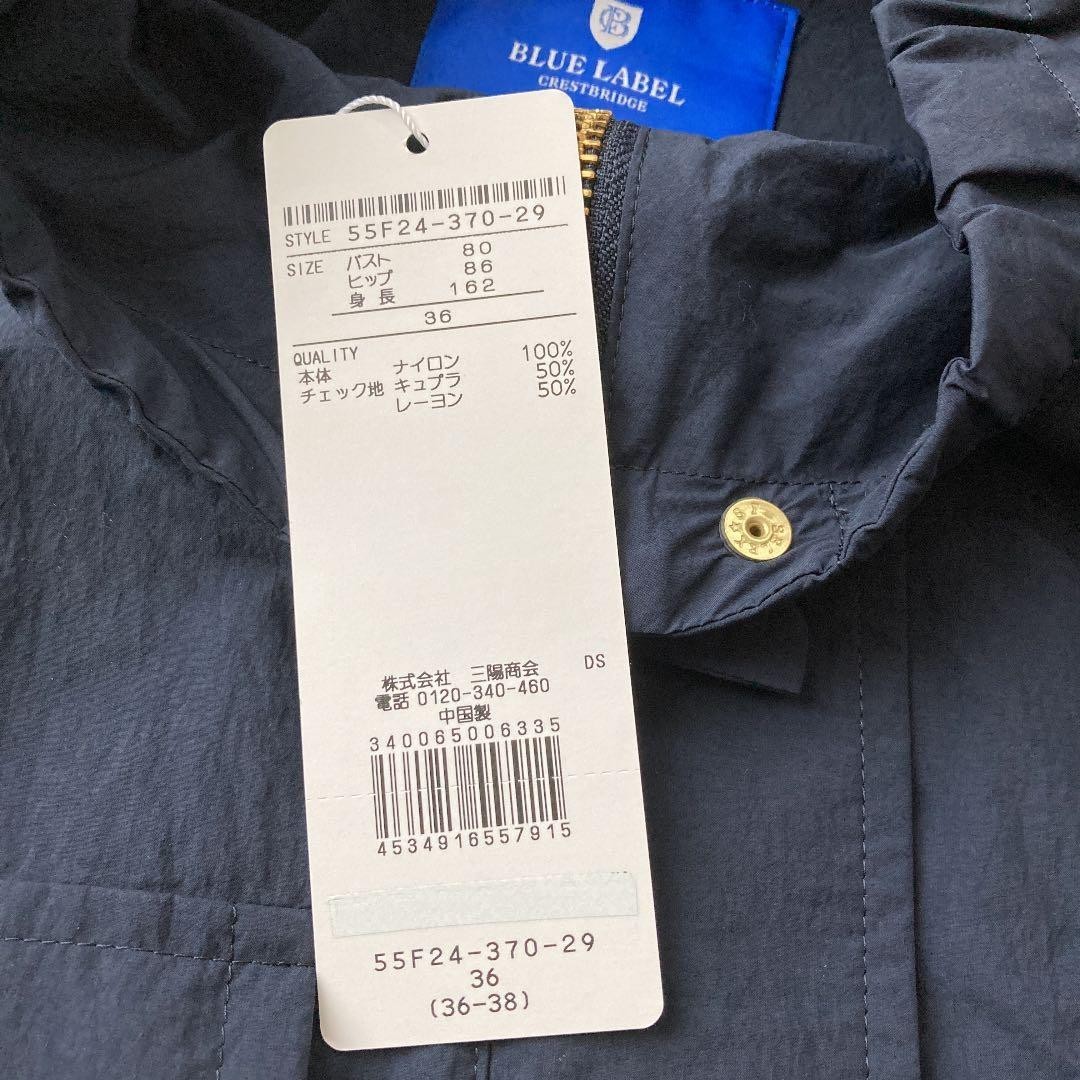 BLUE LABEL
CRESTBRIDGE
STYLE 55F24-370-29
SIZE バスト 80
ヒップ 86
身長 162
36
QUALITY
本体 ナイロン 100%
チェック地 キュプラ 50%
レーヨン 50%
株式会社 三陽商会 DS
電話 0120-340-460
中国製
340065006335
4534916557915
55F24-370-29
36
(36-38)